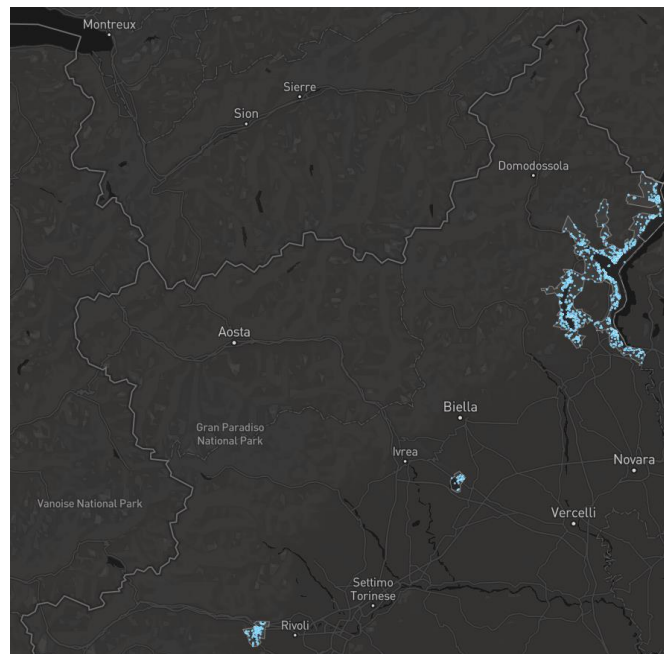 Montreux
Sierre
Sion
Domodossola
Aosta
Biella
Gran Paradiso
National Park
Ivrea
Novara
Vanoise National Park
Vercelli
Settimo
Torinese
Rivoli